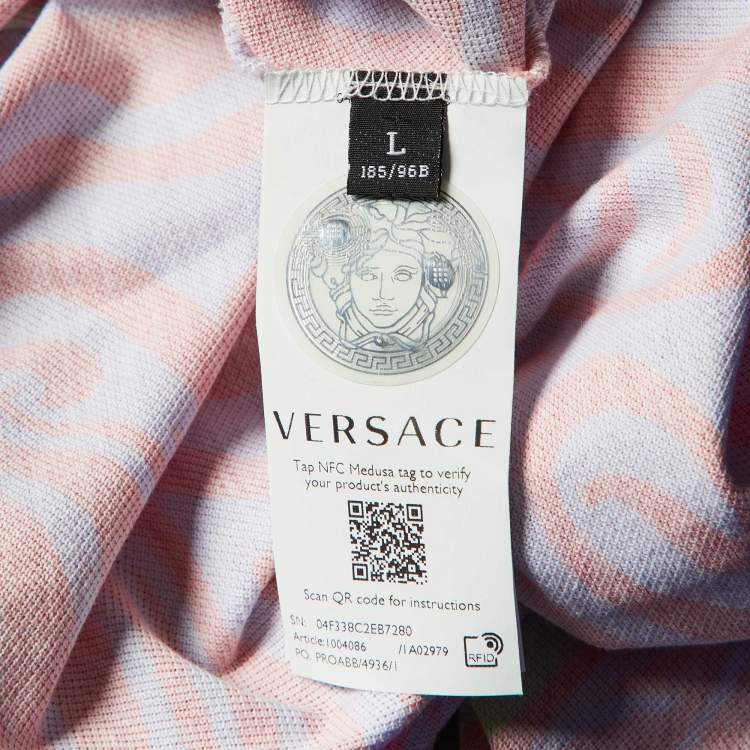 L
185/96B
VERSACE
Tap NFC Medusa tag to verify
your product's authenticity
Scan QR code for instructions
SN: 04F338C2EB7280
Article:1004086 /1A02979
PO: PROABB/4936/1
RFID